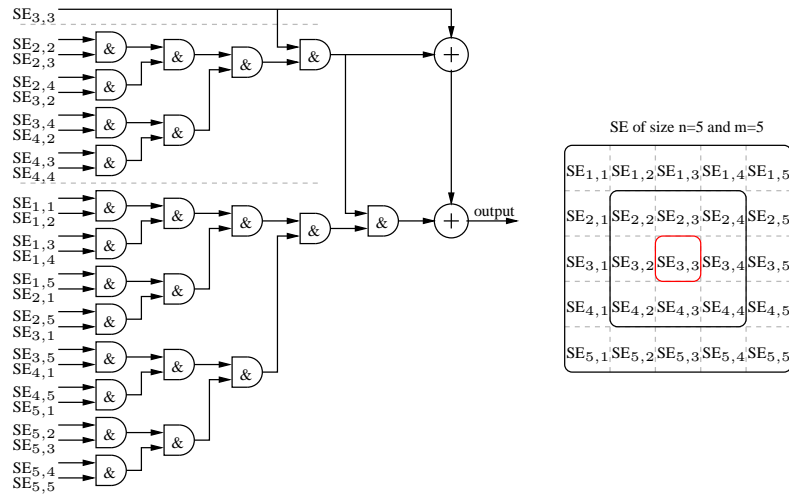 SE3,3
SE2,2
SE2,3
&
&
&
&
+
SE2,4
SE3,2
&
&
SE3,4
SE4,2
&
&
SE4,3
SE4,4
&
SE of size n=5 and m=5
SE1,1 SE1,2 SE1,3 SE1,4 SE1,5
SE2,1 SE2,2 SE2,3 SE2,4 SE2,5
SE3,1 SE3,2 SE3,3 SE3,4 SE3,5
SE4,1 SE4,2 SE4,3 SE4,4 SE4,5
SE5,1 SE5,2 SE5,3 SE5,4 SE5,5
SE1,1
SE1,2
&
&
&
&
&
+
output
SE1,3
SE1,4
&
SE1,5
SE2,1
&
&
SE2,5
SE3,1
&
SE3,5
SE4,1
&
&
&
SE4,5
SE5,1
&
SE5,2
SE5,3
&
&
SE5,4
SE5,5
&